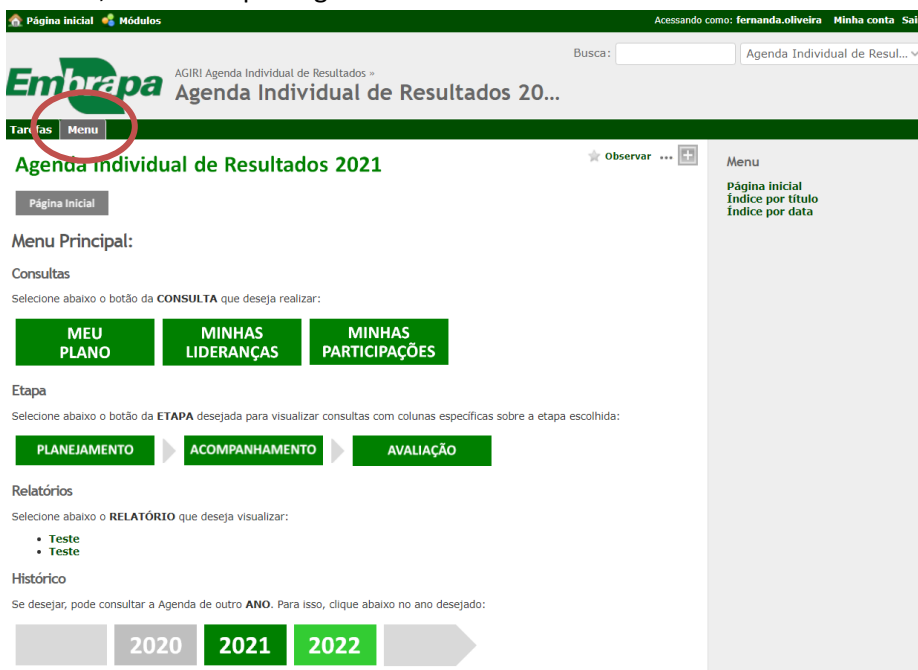 Página inicial Módulos Acessando como: fernanda.oliveira Minha conta Sai
Busca: Agenda Individual de Resul...
Embrapa
AGIRI Agenda Individual de Resultados »
Agenda Individual de Resultados 20...
Tarefas Menu
Agenda Individual de Resultados 2021
Observar ...
Menu
Página Inicial
Página inicial
Índice por título
Índice por data
Menu Principal:
Consultas
Selecione abaixo o botão da CONSULTA que deseja realizar:
MEU PLANO
MINHAS LIDERANÇAS
MINHAS PARTICIPAÇÕES
Etapa
Selecione abaixo o botão da ETAPA desejada para visualizar consultas com colunas específicas sobre a etapa escolhida:
PLANEJAMENTO ACOMPANHAMENTO AVALIAÇÃO
Relatórios
Selecione abaixo o RELATÓRIO que deseja visualizar:
• Teste
• Teste
Histórico
Se desejar, pode consultar a Agenda de outro ANO. Para isso, clique abaixo no ano desejado:
2020 2021 2022